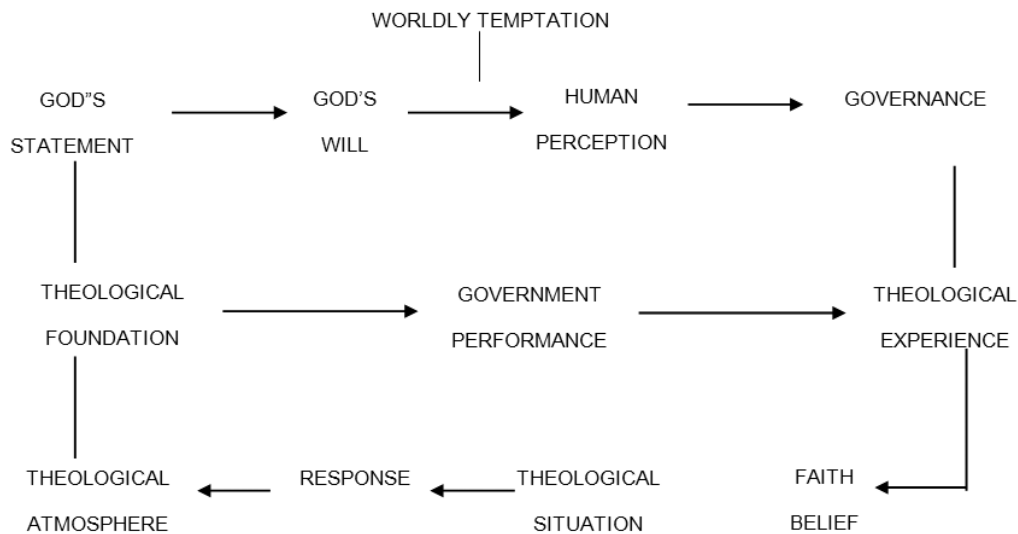 WORLDLY TEMPTATION
GOD"S
STATEMENT
GOD'S
WILL
HUMAN
PERCEPTION
GOVERNANCE
THEOLOGICAL
FOUNDATION
GOVERNMENT
PERFORMANCE
THEOLOGICAL
EXPERIENCE
THEOLOGICAL
ATMOSPHERE
RESPONSE
THEOLOGICAL
SITUATION
FAITH
BELIEF